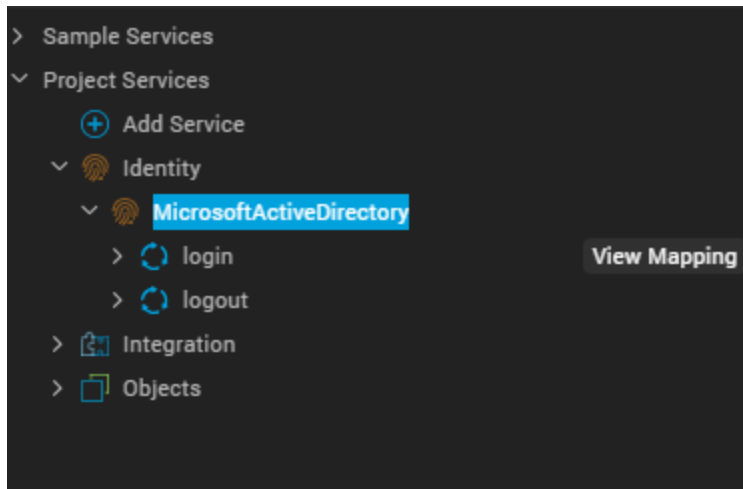 Sample Services
Project Services
Add Service
Identity
MicrosoftActiveDirectory
login View Mapping
logout
Integration
Objects